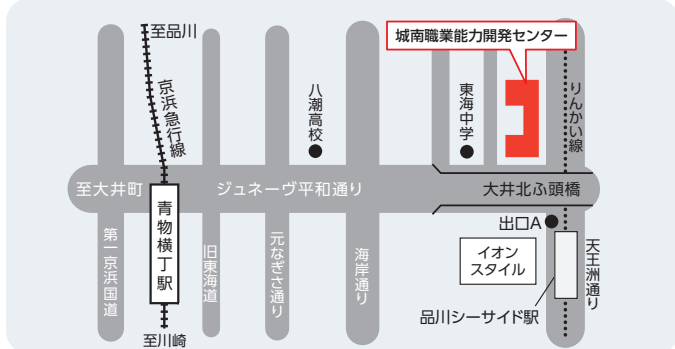 至品川
城南職業能力開発センター
京浜急行線
八潮高校
東海中学
りんかい線
至大井町
ジュネーヴ平和通り
大井北ふ頭橋
青物横丁駅
出口A
第一京浜国道
旧東海道
元なぎさ通り
海岸通り
イオン
スタイル
天王洲通り
品川シーサイド駅
至川崎